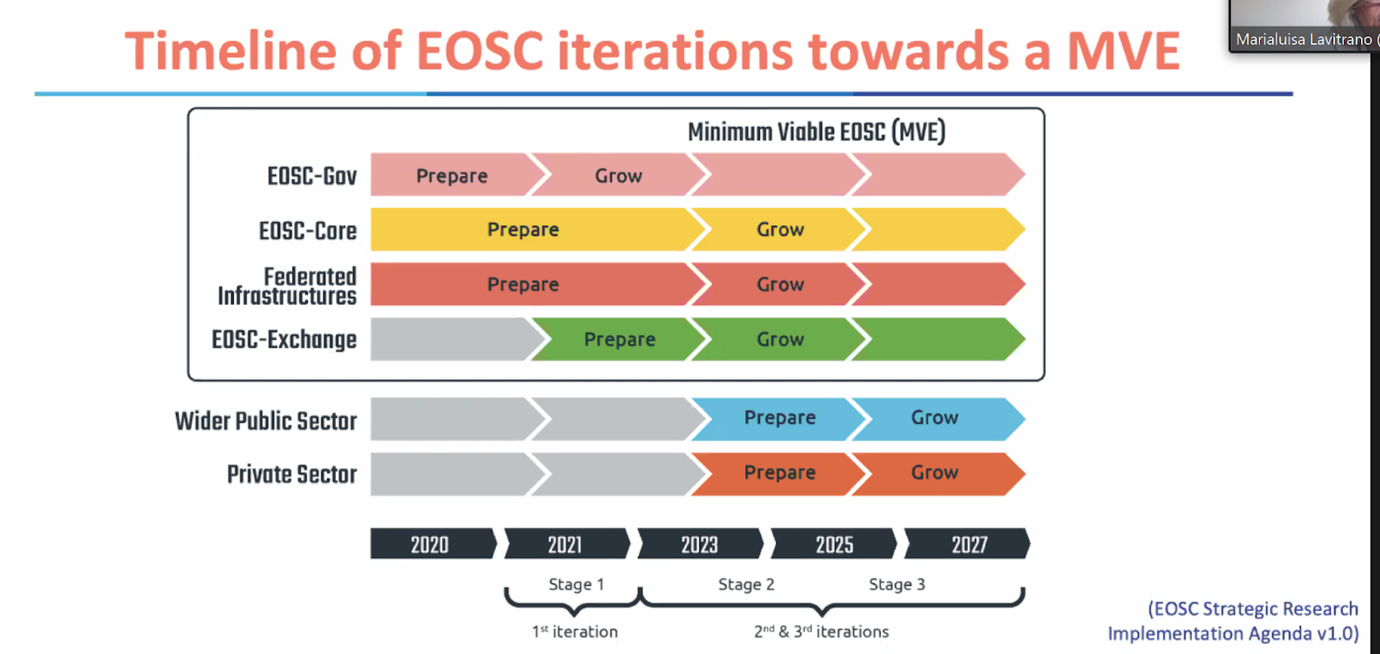 Timeline of EOSC iterations towards a MVE
Marialuisa Lavitrano (
Minimum Viable EOSC (MVE)
EOSC-Gov
Prepare
Grow
EOSC-Core
Prepare
Grow
Federated
Infrastructures
Prepare
Grow
EOSC-Exchange
Prepare
Grow
Wider Public Sector
Prepare
Grow
Private Sector
Prepare
Grow
2020
2021
2023
2025
2027
Stage 1
Stage 2
Stage 3
1st iteration
2nd & 3rd iterations
(EOSC Strategic Research
Implementation Agenda v1.0)